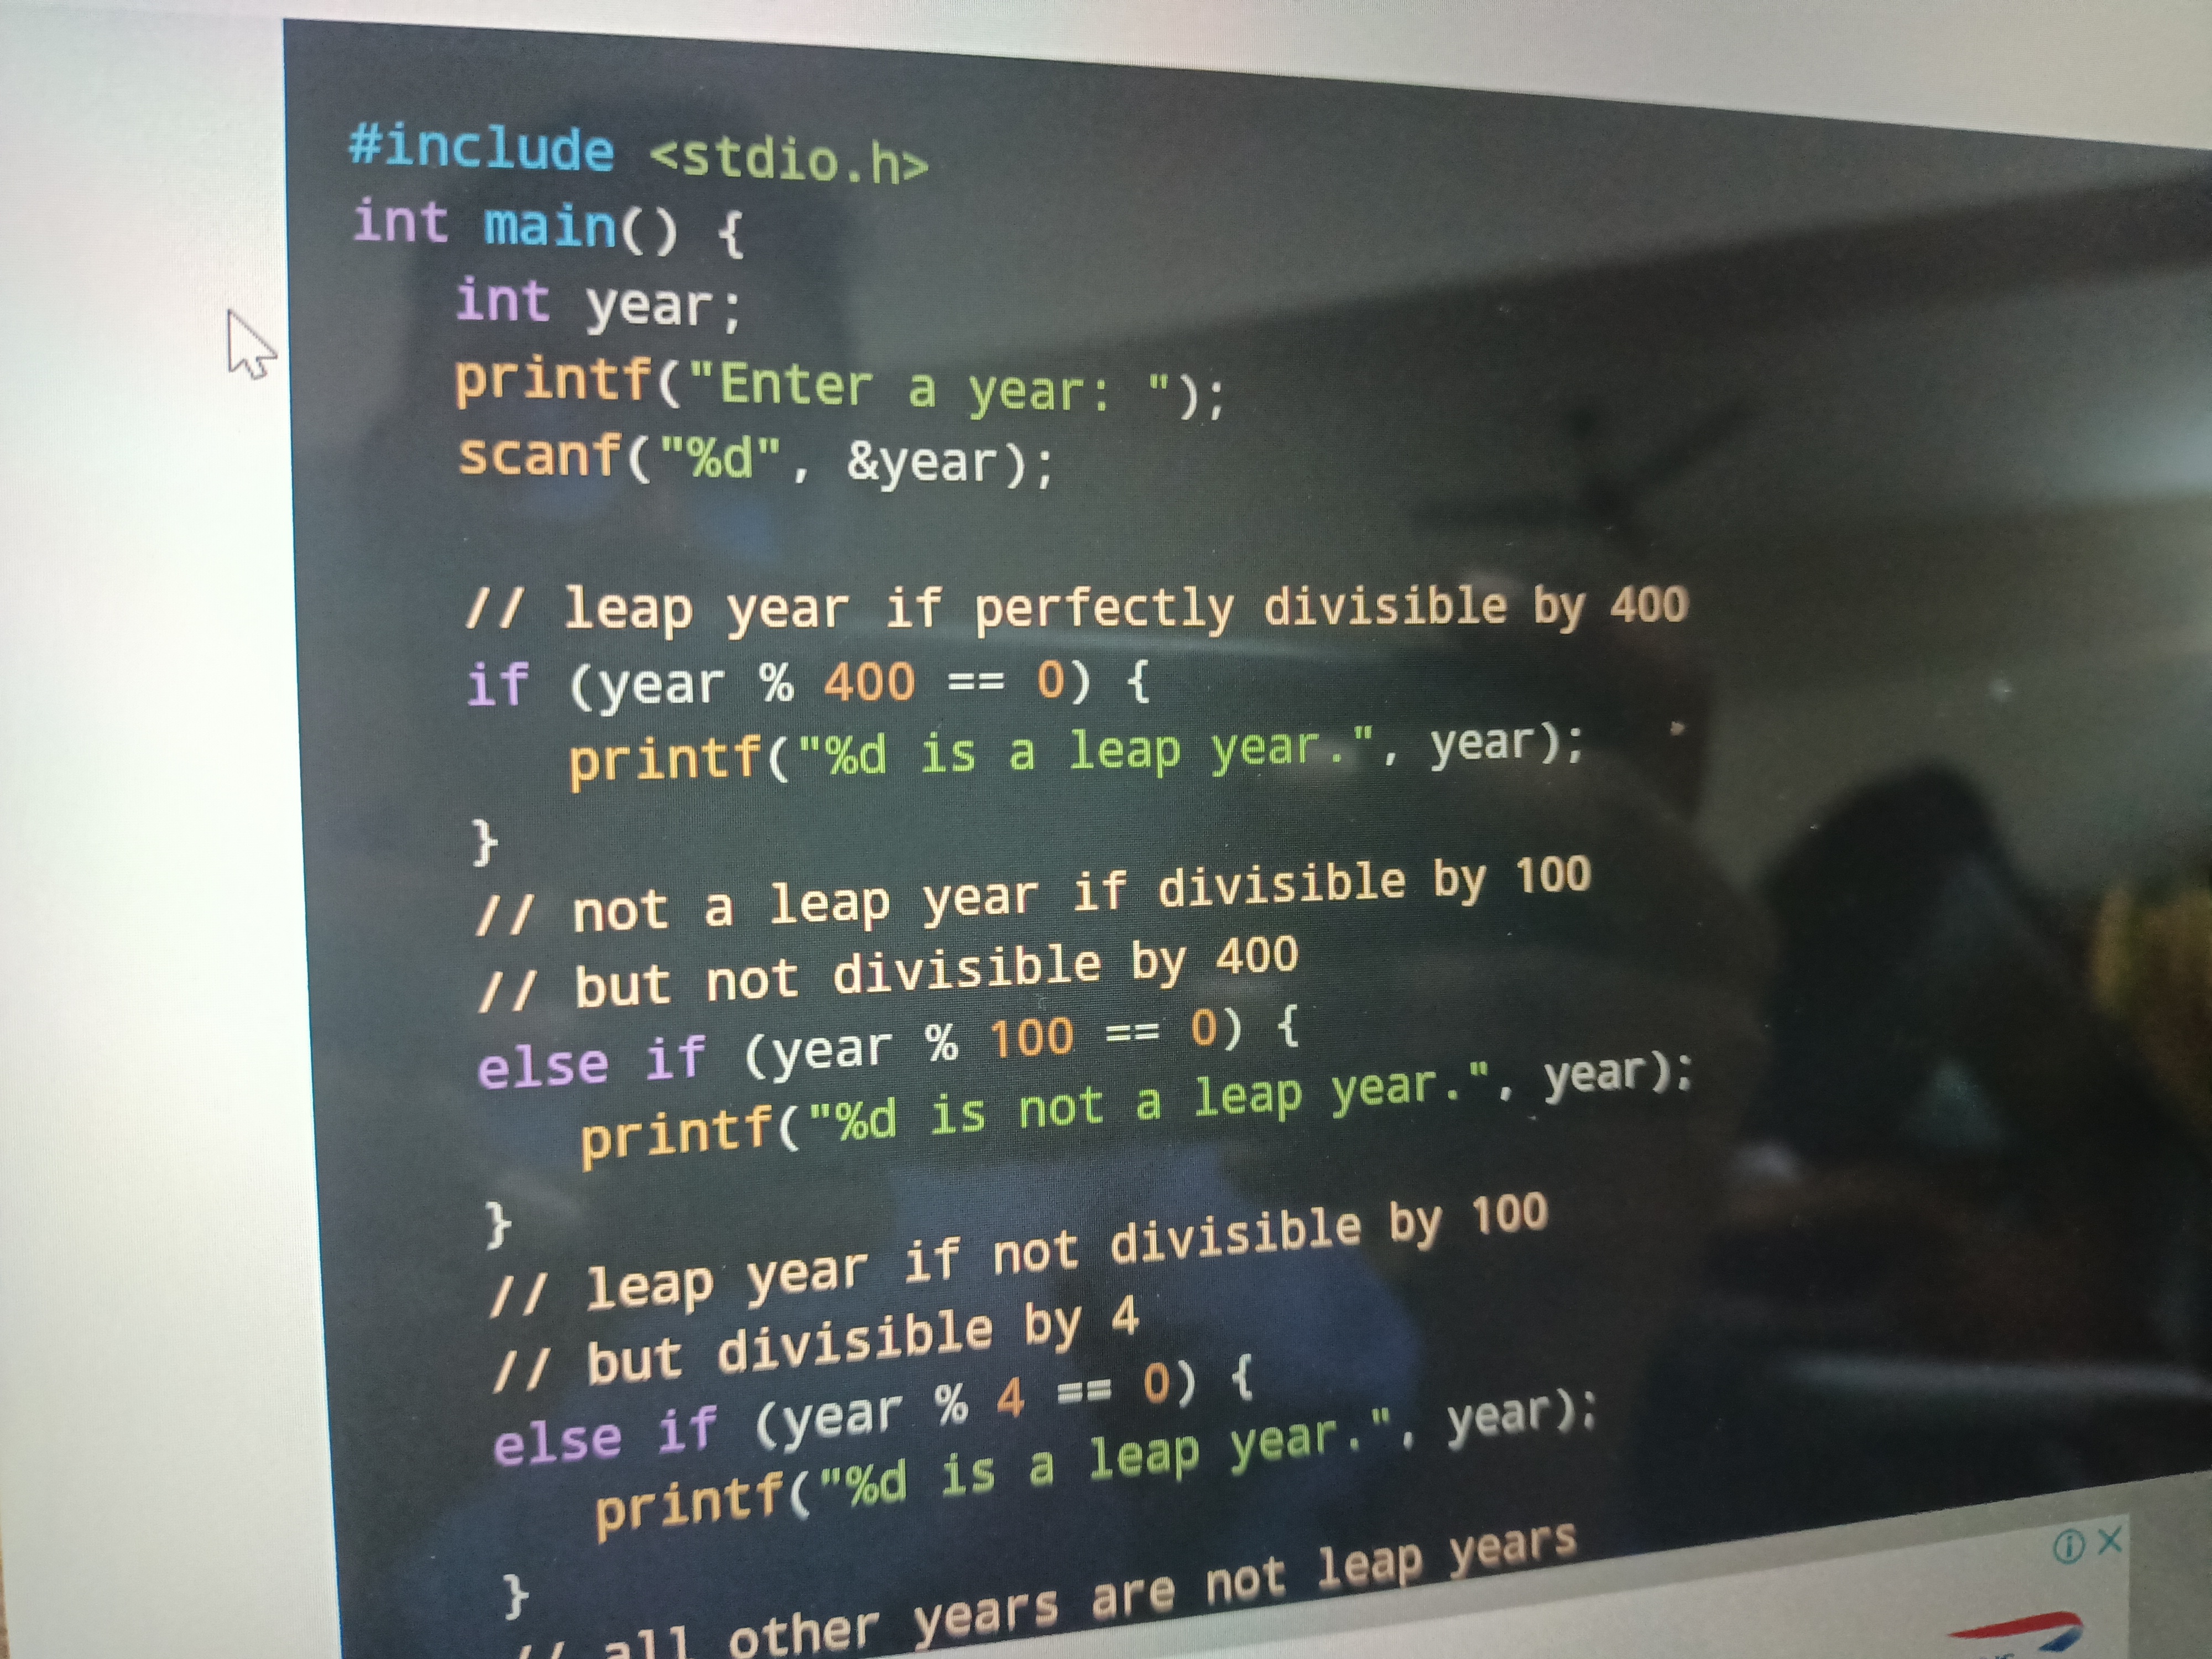 #include <stdio.h>
int main() {
int year;
printf("Enter a year: ");
scanf("%d", &year);
// leap year if perfectly divisible by 400
if (year % 400 == 0) {
printf("%d is a leap year.", year);
}
// not a leap year if divisible by 100
// but not divisible by 400
else if (year % 100 == 0) {
printf("%d is not a leap year.", year);
}
// leap year if not divisible by 100
// but divisible by 4
else if (year % 4 == 0) {
printf("%d is a leap year.", year);
}
// all other years are not leap years